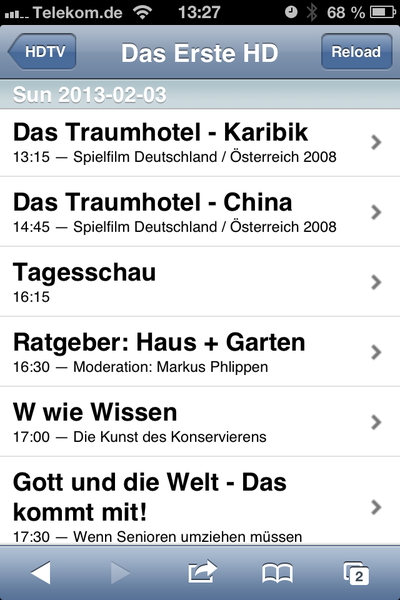 Telekom.de 13:27 68 %
HDTV Das Erste HD Reload
Sun 2013-02-03
Das Traumhotel - Karibik
13:15 — Spielfilm Deutschland / Österreich 2008
Das Traumhotel - China
14:45 — Spielfilm Deutschland / Österreich 2008
Tagesschau
16:15
Ratgeber: Haus + Garten
16:30 — Moderation: Markus Phlippen
W wie Wissen
17:00 — Die Kunst des Konservierens
Gott und die Welt - Das
kommt mit!
17:30 — Wenn Senioren umziehen müssen
2